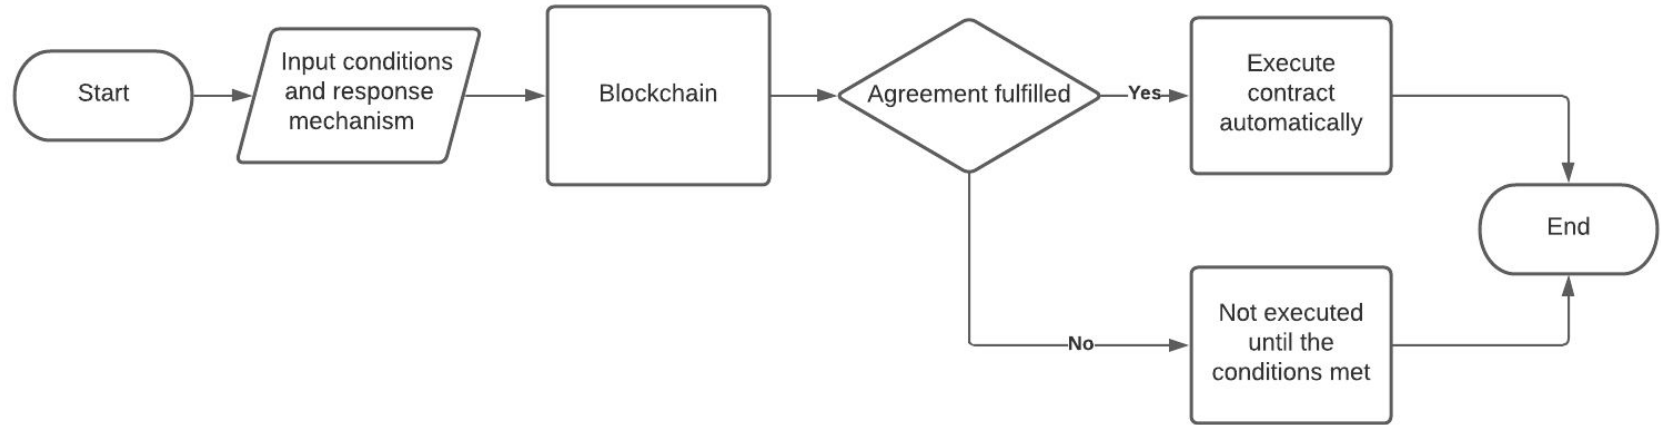 Start
Input conditions
and response
mechanism
Blockchain
Agreement fulfilled
Yes
Execute
contract
automatically
End
No
Not executed
until the
conditions met